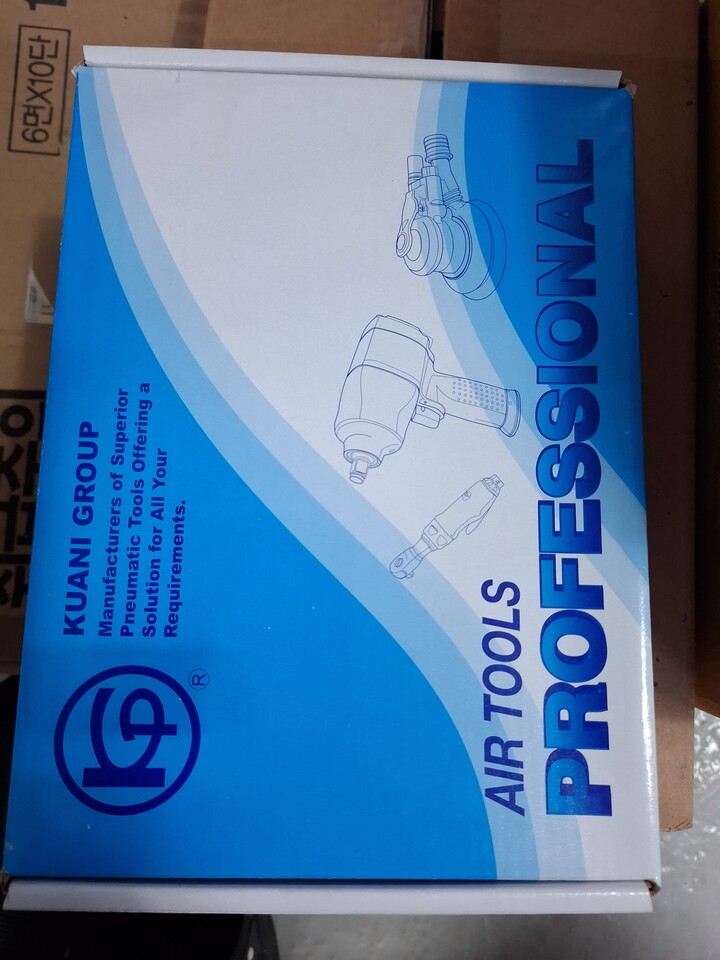 KP
®
KUANI GROUP
Manufacturers of Superior
Pneumatic Tools Offering a
Solution for All Your
Requirements.
AIR TOOLS
PROFESSIONAL
6면X10단